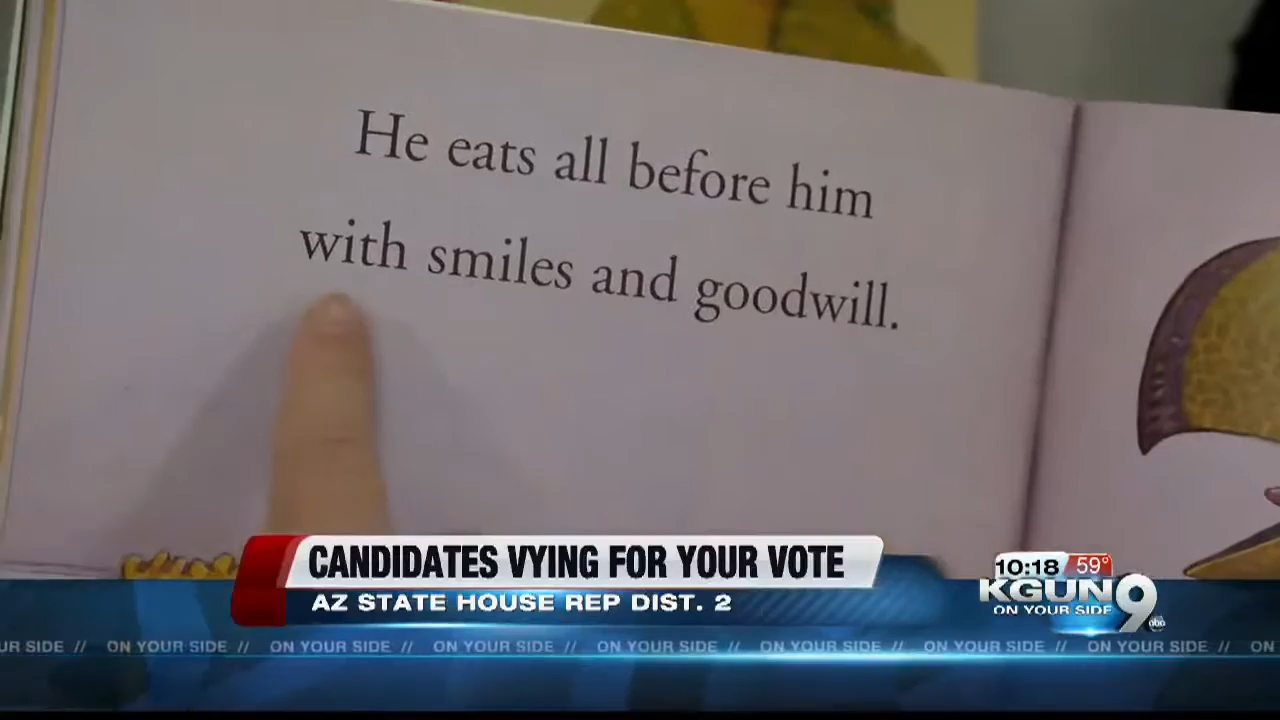 He eats all before him
with smiles and goodwill.
CANDIDATES VYING FOR YOUR VOTE
AZ STATE HOUSE REP DIST. 2
10:18 59°
KGUN 9
ON YOUR SIDE
abc
UR SIDE // ON YOUR SIDE // ON YOUR SIDE // ON YOUR SIDE // ON YOUR SIDE // ON YOUR SIDE // ON YOUR SIDE // ON YOUR SIDE // ON